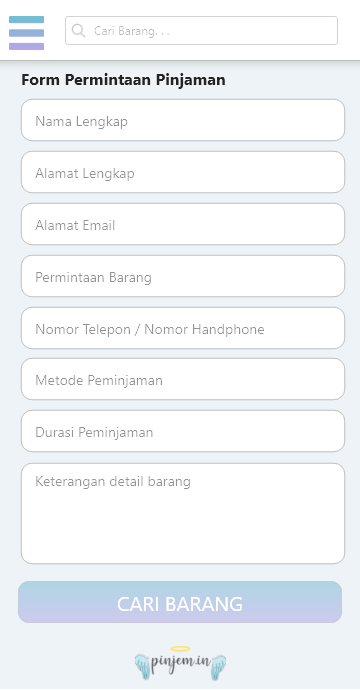 Cari Barang. . .
Form Permintaan Pinjaman
Nama Lengkap
Alamat Lengkap
Alamat Email
Permintaan Barang
Nomor Telepon / Nomor Handphone
Metode Peminjaman
Durasi Peminjaman
Keterangan detail barang
CARI BARANG
pinjem.in